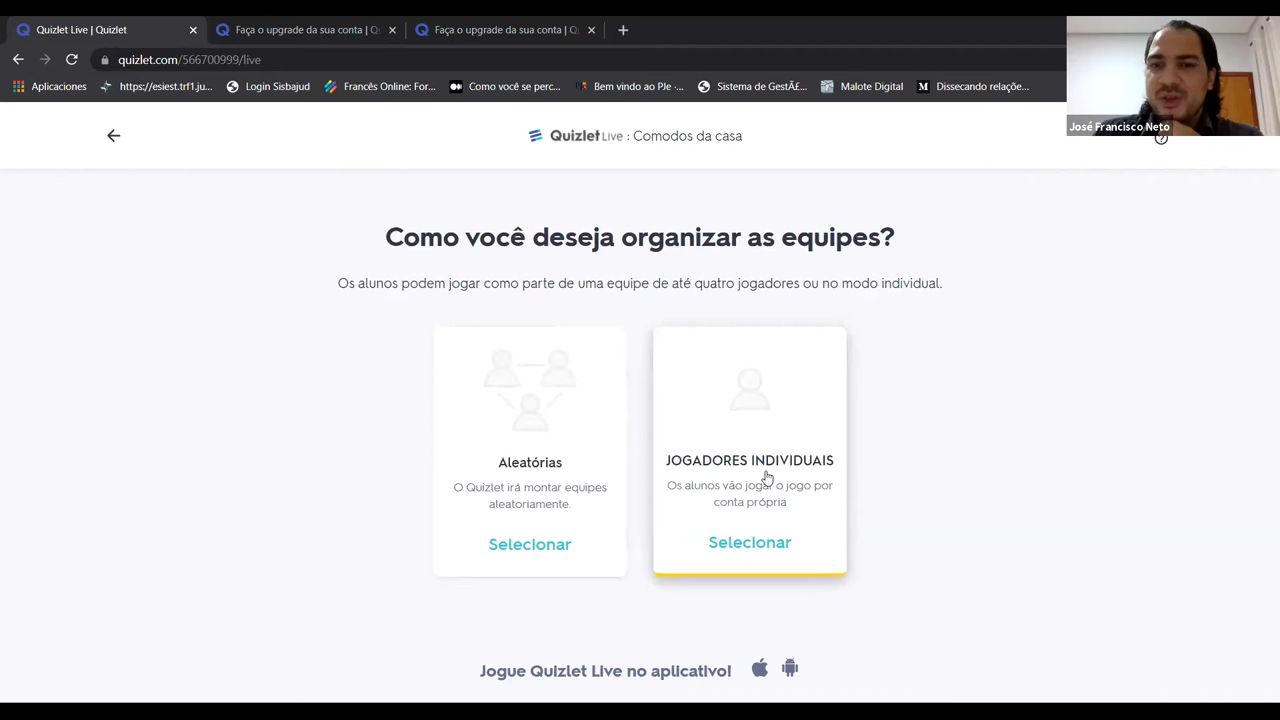 Quizlet Live | Quizlet
Faça o upgrade da sua conta | Q
Faça o upgrade da sua conta | Q
quizlet.com/566700999/live
Aplicaciones
https://esiest.trf1.ju...
Login Sisbajud
Francês Online: For...
Como você se perc...
Bem vindo ao PJe ·...
Sistema de GestÃ£...
Malote Digital
Dissecando relaçõe...
José Francisco Neto
Quizlet Live : Comodos da casa
Como você deseja organizar as equipes?
Os alunos podem jogar como parte de uma equipe de até quatro jogadores ou no modo individual.
Aleatórias
O Quizlet irá montar equipes
aleatoriamente.
Selecionar
JOGADORES INDIVIDUAIS
Os alunos vão jogar o jogo por
conta própria
Selecionar
Jogue Quizlet Live no aplicativo!